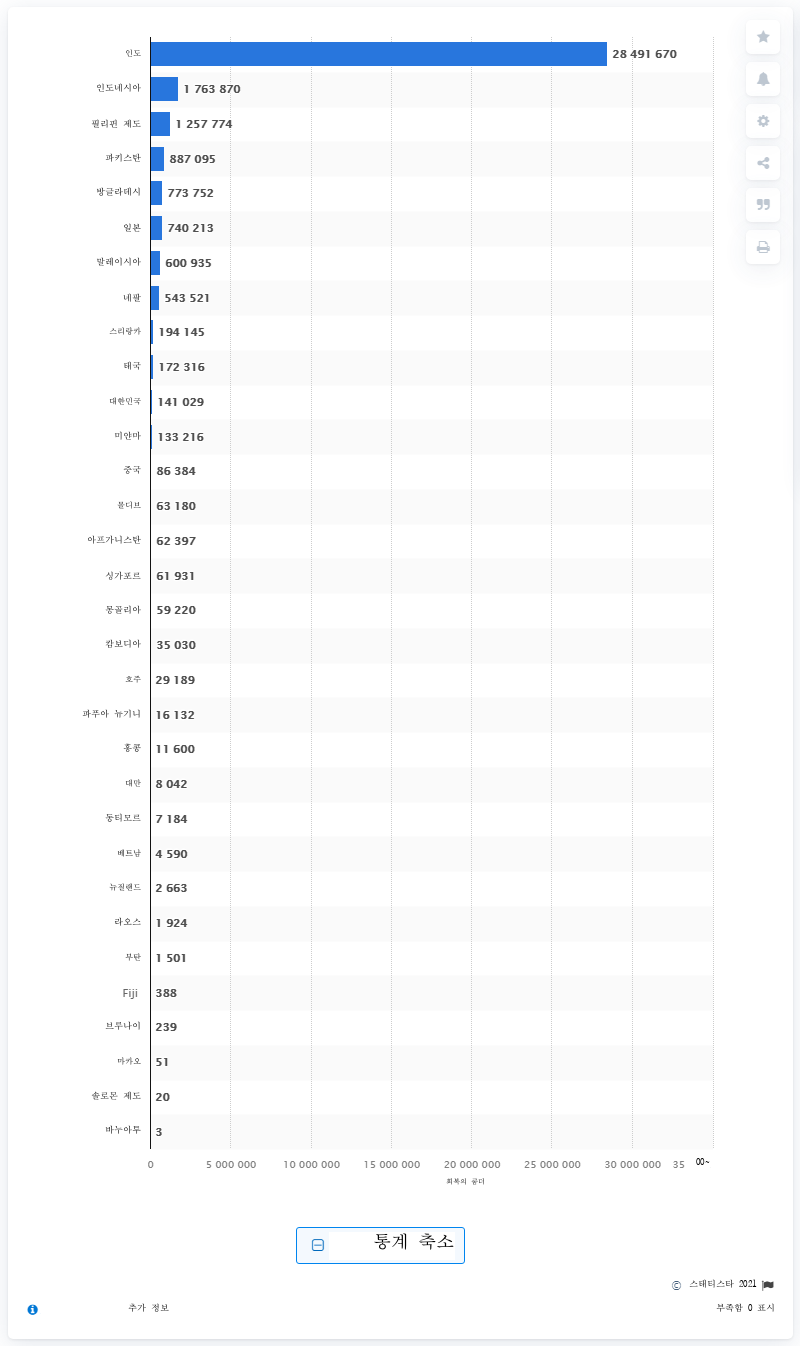 인도 28 491 670
인도네시아 1 763 870
필리핀 제도 1 257 774
파키스탄 887 095
방글라데시 773 752
일본 740 213
말레이시아 600 935
네팔 543 521
스리랑카 194 145
태국 172 316
대한민국 141 029
미얀마 133 216
중국 86 384
몰디브 63 180
아프가니스탄 62 397
싱가포르 61 931
몽골리아 59 220
캄보디아 35 030
호주 29 189
파푸아 뉴기니 16 132
홍콩 11 600
대만 8 042
동티모르 7 184
베트남 4 590
뉴질랜드 2 663
라오스 1 924
부탄 1 501
Fiji 388
브루나이 239
마카오 51
솔로몬 제도 20
바누아투 3
0 5 000 000 10 000 000 15 000 000 20 000 000 25 000 000 30 000 000 35 00~
회복의 곰더
통계 축소
© 스태티스타 2021
추가 정보 부족함 0 표시